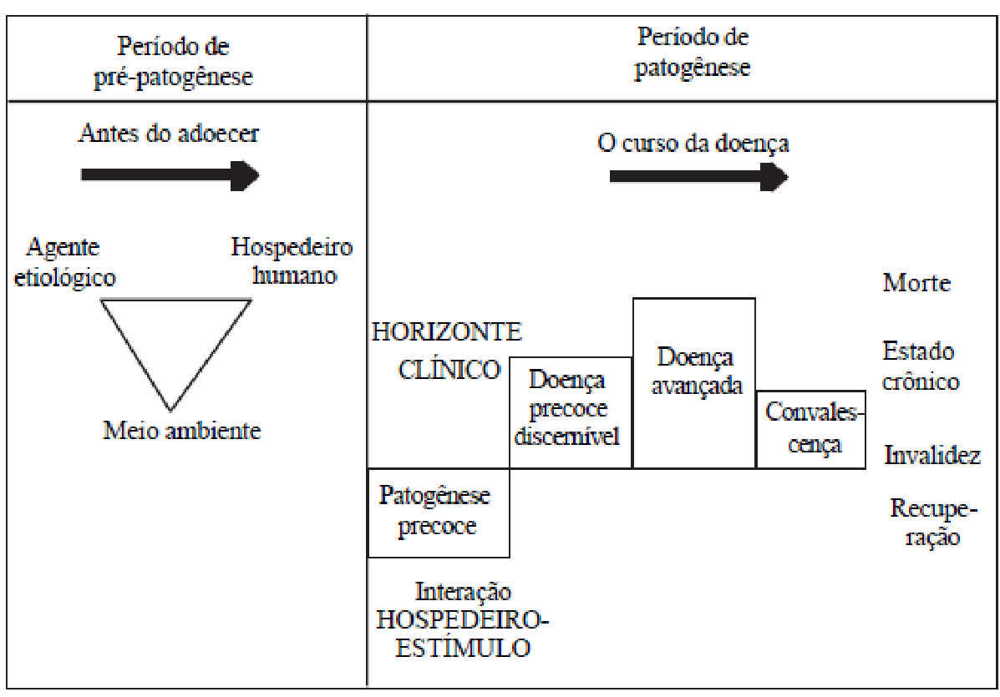 Período de
pré-patogênese
Período de
patogênese
Antes do adoecer
Agente
etiológico
Hospedeiro
humano
Meio ambiente
O curso da doença
HORIZONTE
CLÍNICO
Doença
precoce
discernível
Doença
avançada
Convales-
cença
Patogênese
precoce
Interação
HOSPEDEIRO-
ESTÍMULO
Morte
Estado
crônico
Invalidez
Recupe-
ração